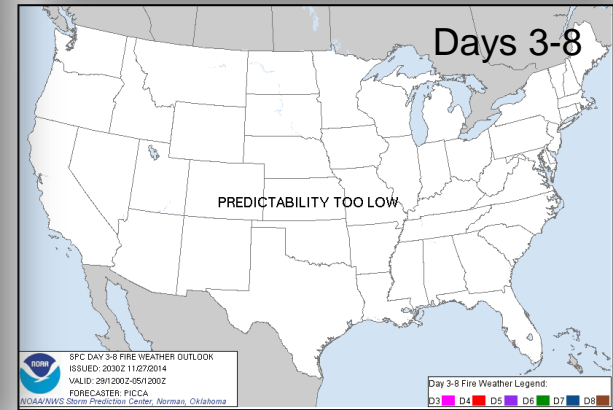 Days 3-8
PREDICTABILITY TOO LOW
NOAA
SPC DAY 3-8 FIRE WEATHER OUTLOOK
ISSUED: 2030Z 11/27/2014
VALID: 29/1200Z-05/1200Z
FORECASTER: PICCA
NOAA/NWS Storm Prediction Center, Norman, Oklahoma
Day 3-8 Fire Weather Legend:
D3 D4 D5 D6 D7 D8